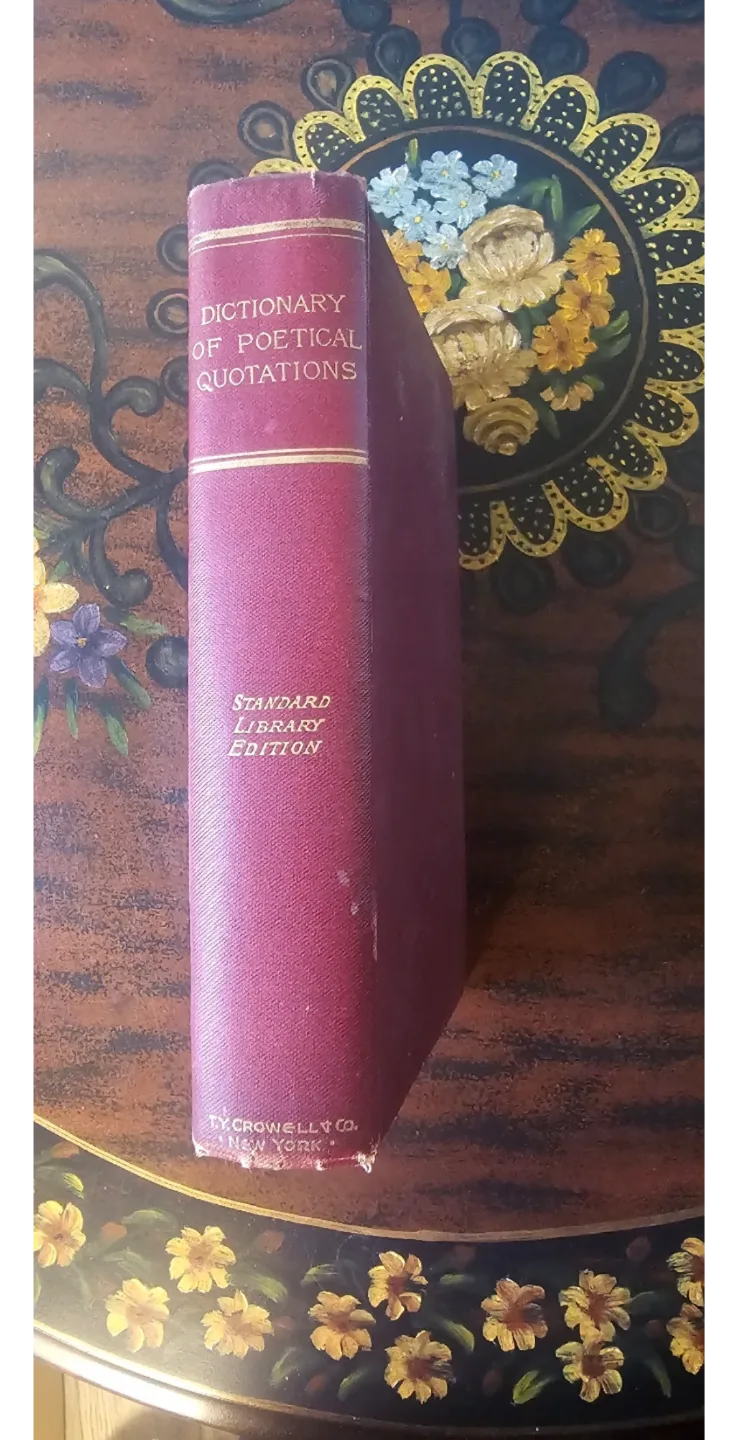 DICTIONARY
OF POETICAL
QUOTATIONS
STANDARD
LIBRARY
EDITION
T.Y. CROWELL & CO.
• NEW YORK •